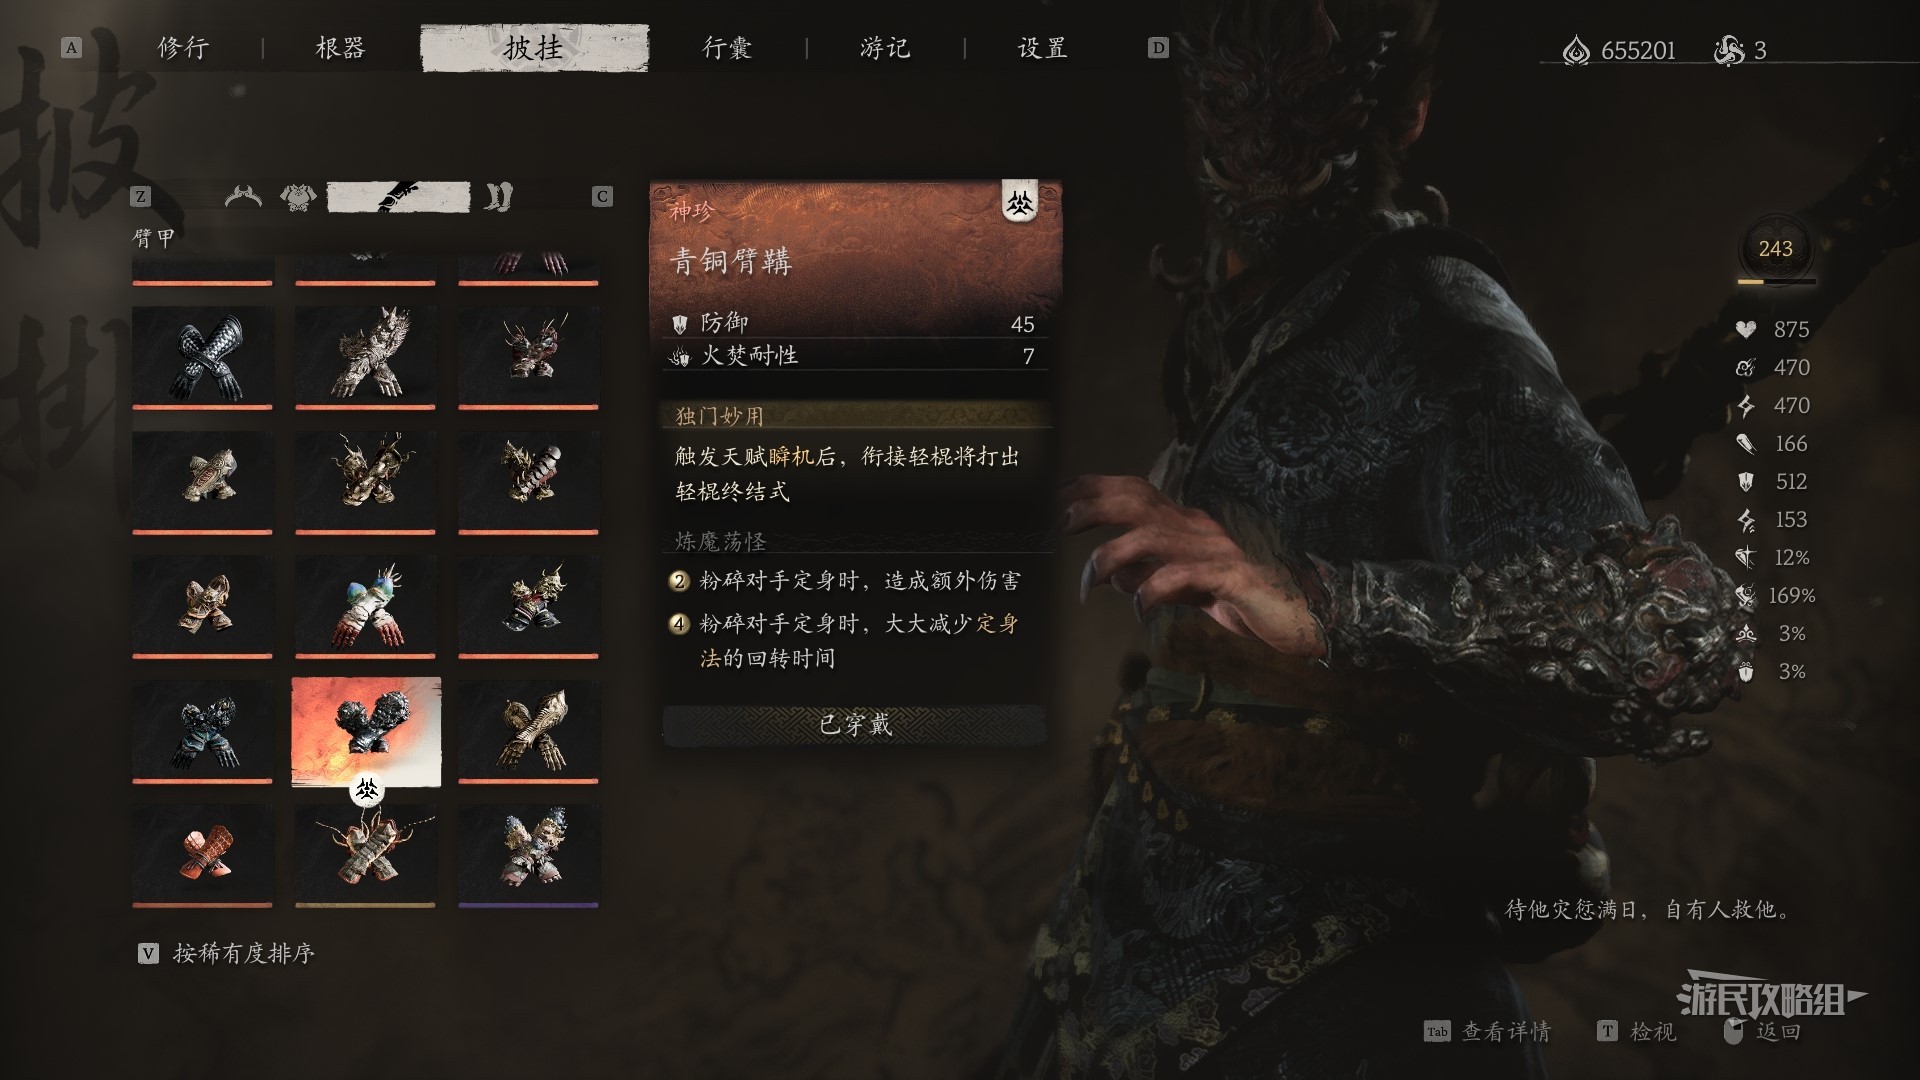 披挂
A 修行 根器 披挂 行囊 游记 设置 D
655201 3
Z C
臂甲
神珍
青铜臂鞲
防御 45
火焚耐性 7
独门妙用
触发天赋瞬机后，衔接轻棍将打出
轻棍终结式
炼魔荡怪
2 粉碎对手定身时，造成额外伤害
4 粉碎对手定身时，大大减少定身
法的回转时间
已穿戴
243
875
470
470
166
512
153
12%
169%
3%
3%
待他灾愆满日，自有人救他。
V 按稀有度排序
游民攻略组
Tab 查看详情 T 检视 返回